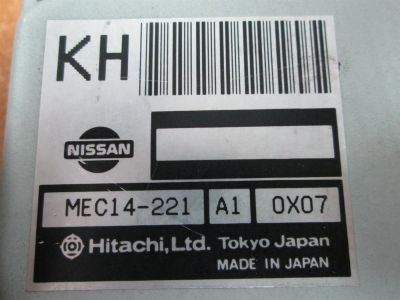 KH
NISSAN
MEC14-221 A1 0X07
Hitachi, Ltd. Tokyo Japan
MADE IN JAPAN